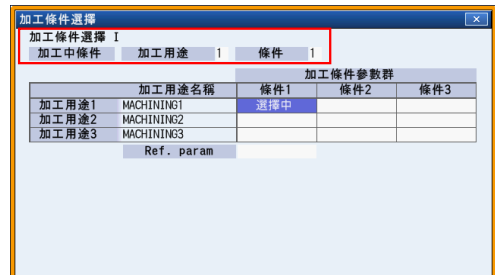 加工條件選擇
加工條件選擇 I
加工中條件 加工用途 1 條件 1
加工條件參數群
加工用途名稱 條件1 條件2 條件3
加工用途1 MACHINING1 選擇中
加工用途2 MACHINING2
加工用途3 MACHINING3
Ref. param